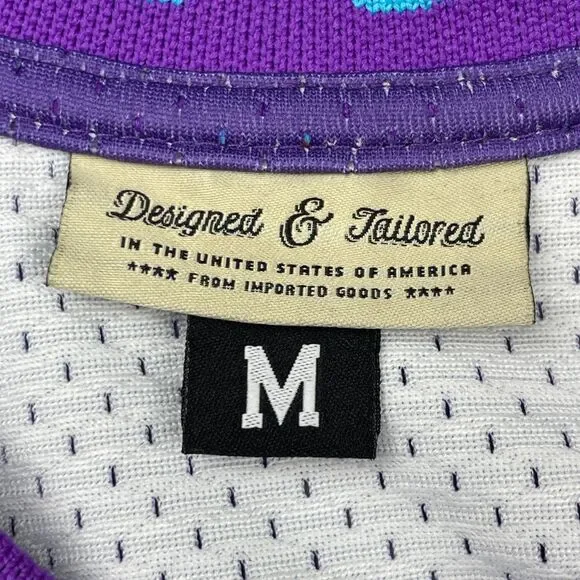 Designed & Tailored
IN THE UNITED STATES OF AMERICA
**** FROM IMPORTED GOODS ****
M